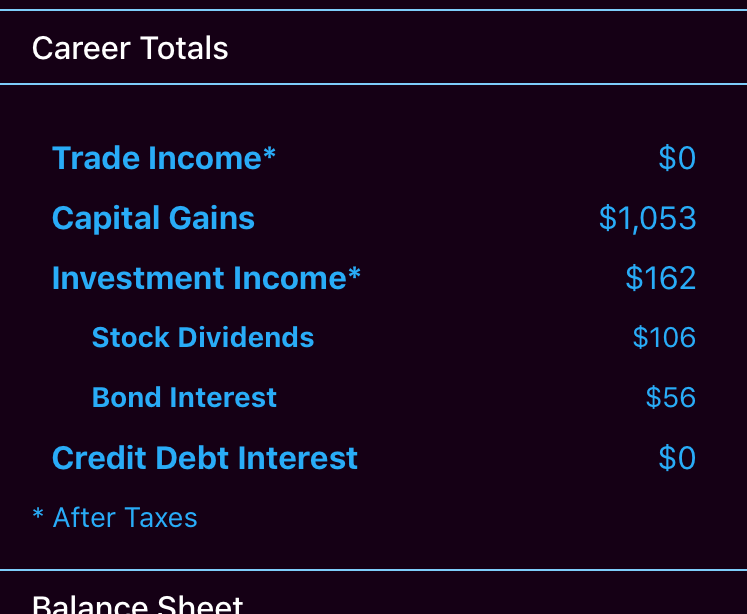 Career Totals
Trade Income* $0
Capital Gains $1,053
Investment Income* $162
Stock Dividends $106
Bond Interest $56
Credit Debt Interest $0
* After Taxes
Balance Sheet